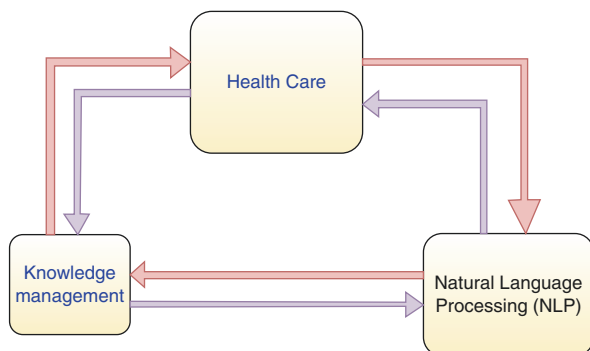 Health Care
Knowledge
management
Natural Language
Processing (NLP)